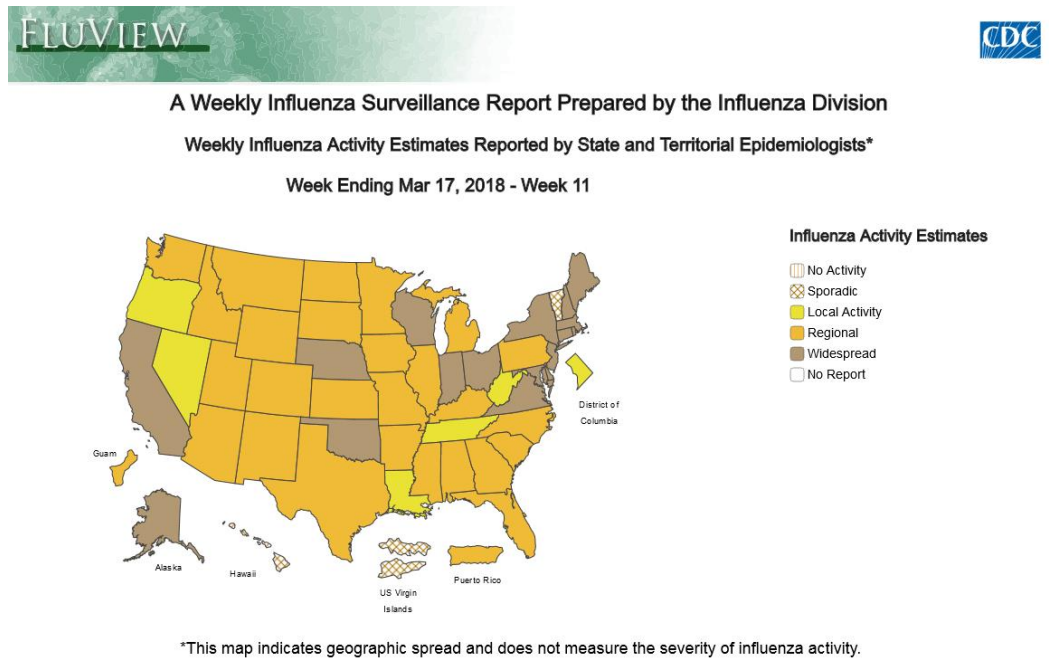 FLUVIEW
CDC
A Weekly Influenza Surveillance Report Prepared by the Influenza Division
Weekly Influenza Activity Estimates Reported by State and Territorial Epidemiologists*
Week Ending Mar 17, 2018 - Week 11
Influenza Activity Estimates
No Activity
Sporadic
Local Activity
Regional
Widespread
No Report
District of
Columbia
Guam
Alaska
Hawaii
US Virgin
Islands
Puerto Rico
*This map indicates geographic spread and does not measure the severity of influenza activity.